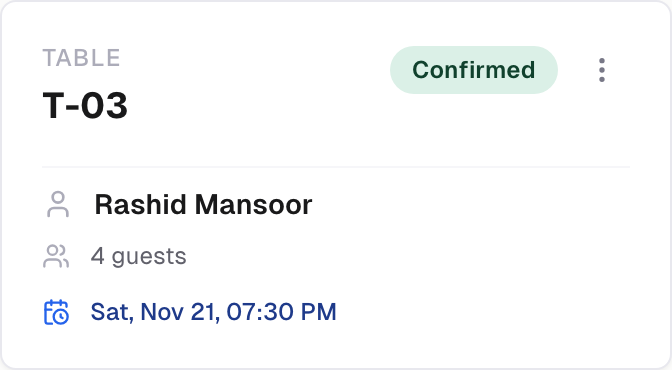 TABLE
Confirmed
T-03
Rashid Mansoor
4 guests
Sat, Nov 21, 07:30 PM